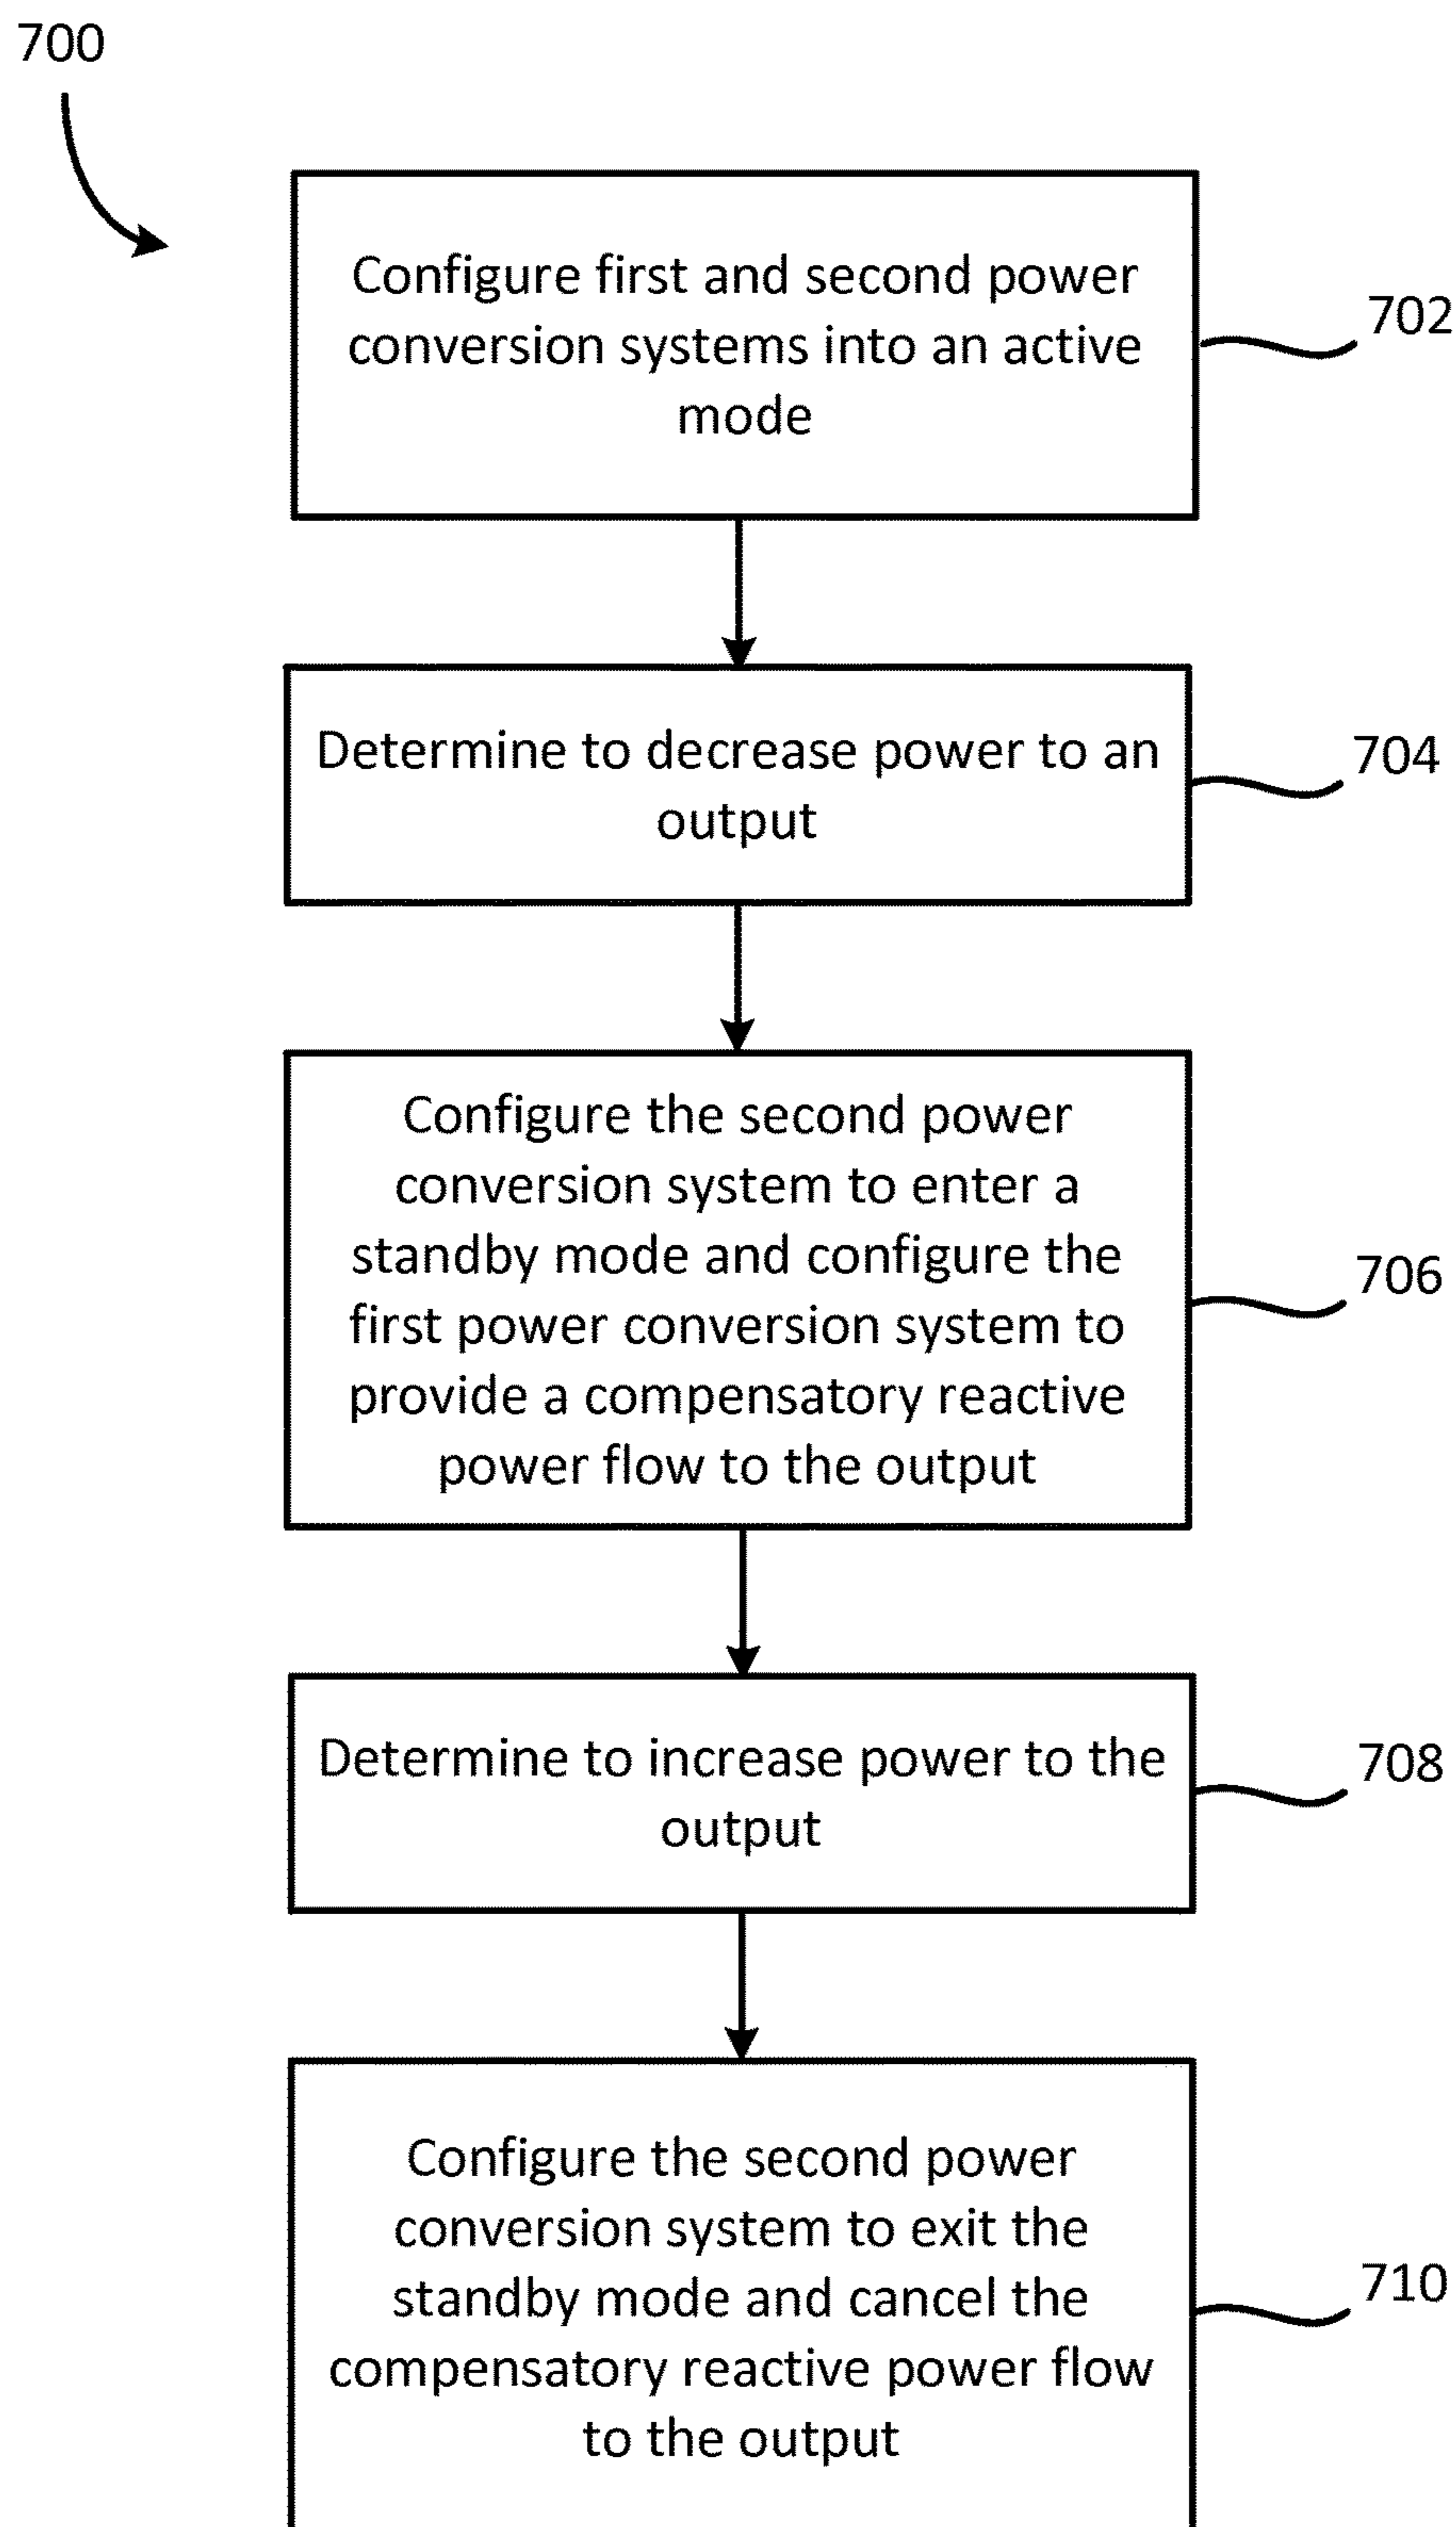 700
Configure first and second power
conversion systems into an active
mode
702
Determine to decrease power to an
output
704
Configure the second power
conversion system to enter a
standby mode and configure the
first power conversion system to
provide a compensatory reactive
power flow to the output
706
Determine to increase power to the
output
708
Configure the second power
conversion system to exit the
standby mode and cancel the
compensatory reactive power flow
to the output
710